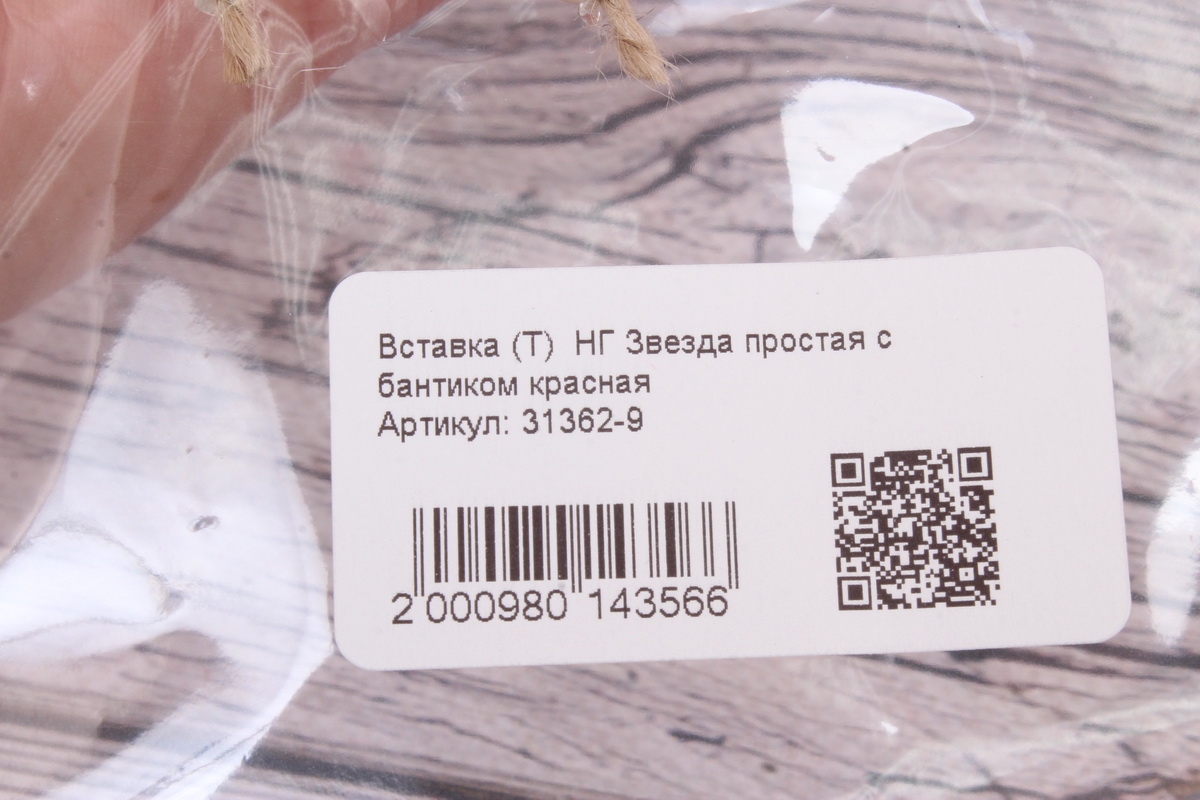 Вставка (Т)  НГ Звезда простая с
бантиком красная
Артикул: 31362-9
2 000980 143566